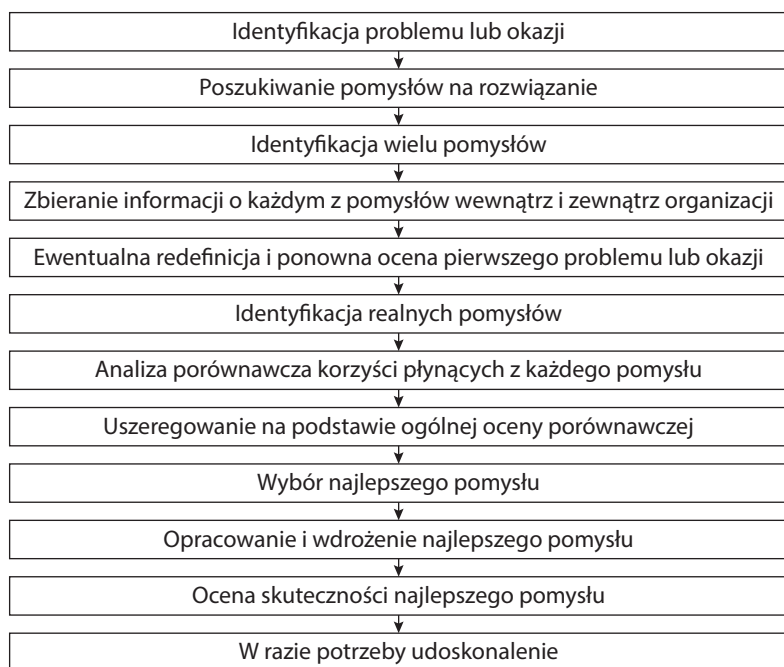 Identyfikacja problemu lub okazji
Poszukiwanie pomysłów na rozwiązanie
Identyfikacja wielu pomysłów
Zbieranie informacji o każdym z pomysłów wewnątrz i zewnątrz organizacji
Ewentualna redefinicja i ponowna ocena pierwszego problemu lub okazji
Identyfikacja realnych pomysłów
Analiza porównawcza korzyści płynących z każdego pomysłu
Uszeregowanie na podstawie ogólnej oceny porównawczej
Wybór najlepszego pomysłu
Opracowanie i wdrożenie najlepszego pomysłu
Ocena skuteczności najlepszego pomysłu
W razie potrzeby udoskonalenie